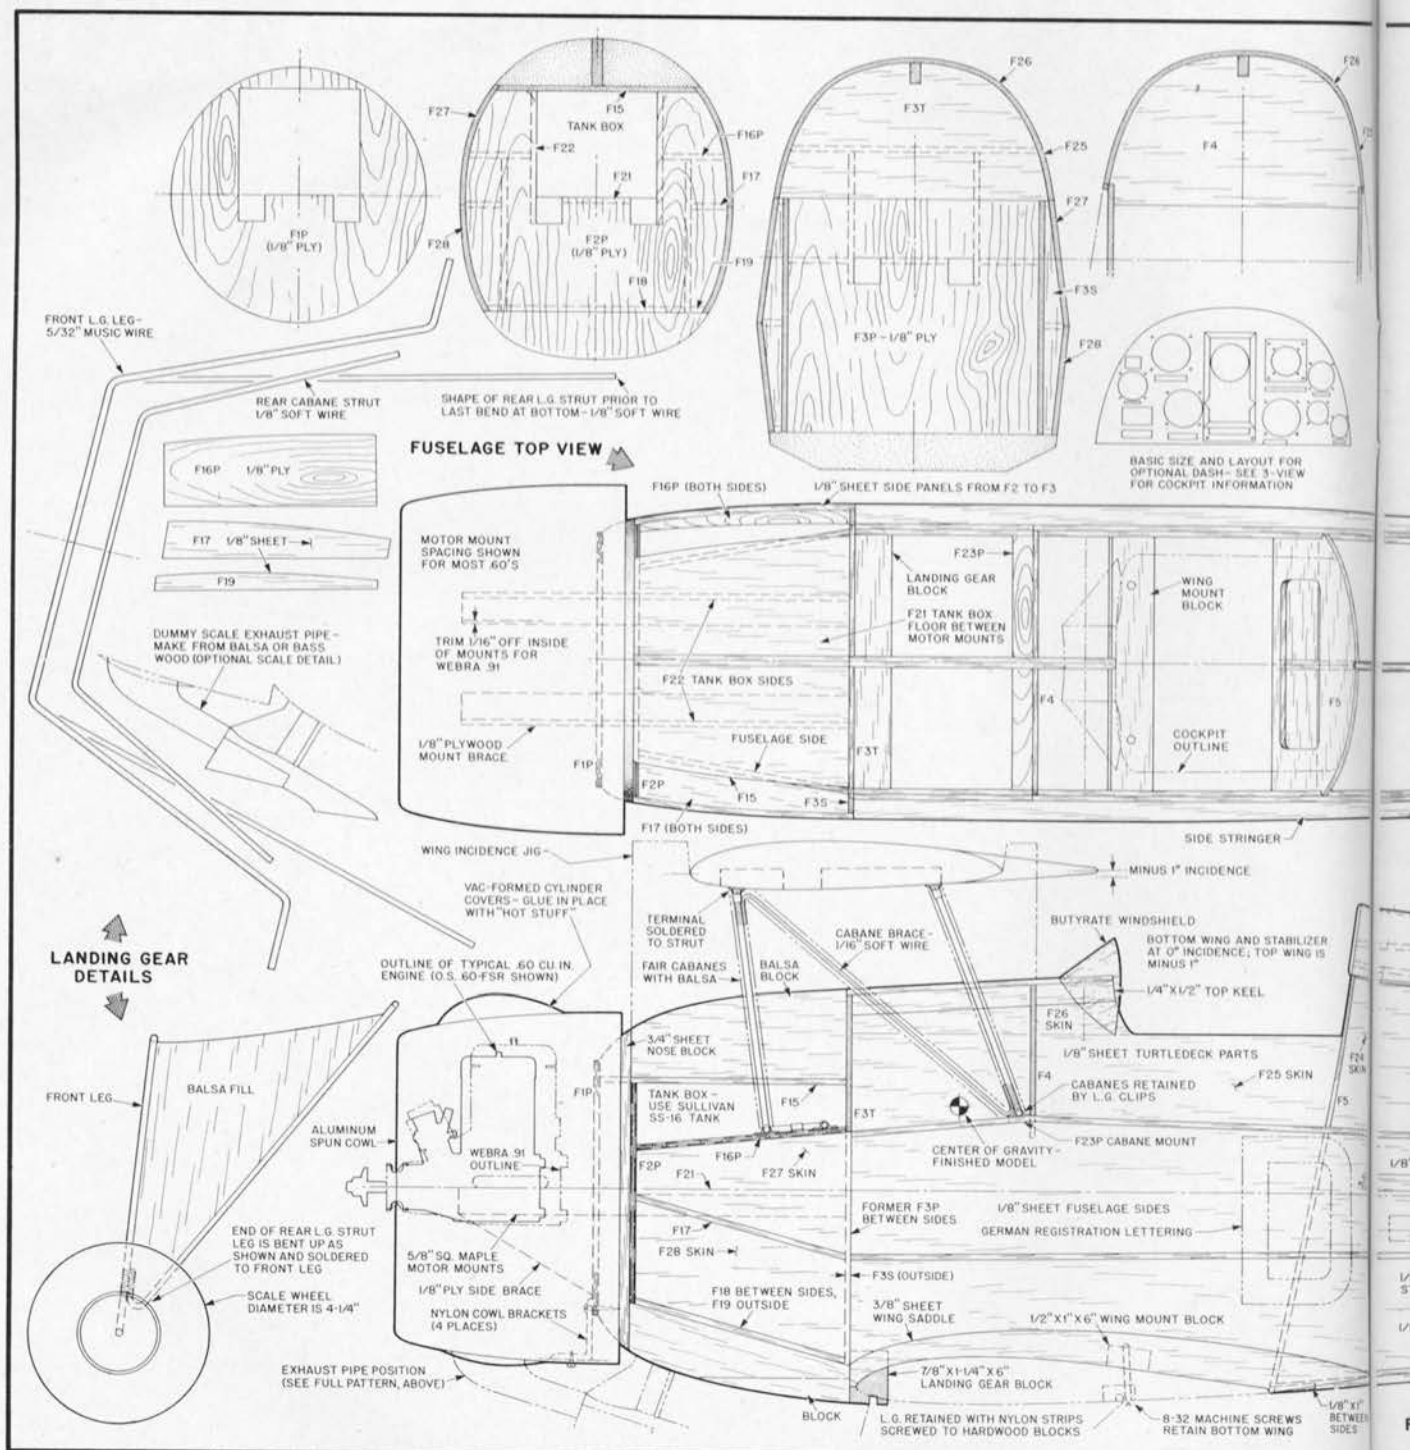 F27
F15
TANK BOX
F22
F21
F16P
F17
F28
F2P
(1/8" PLY)
F18
F19
F1P
(1/8" PLY)
F26
F3T
F25
F27
F3S
F3P-1/8" PLY
F28
F26
F4
FRONT L.G. LEG-
5/32" MUSIC WIRE
REAR CABANE STRUT
1/8" SOFT WIRE
SHAPE OF REAR L.G. STRUT PRIOR TO
LAST BEND AT BOTTOM-1/8" SOFT WIRE
BASIC SIZE AND LAYOUT FOR
OPTIONAL DASH-SEE 3-VIEW
FOR COCKPIT INFORMATION
FUSELAGE TOP VIEW
F16P 1/8" PLY
F17 1/8" SHEET
F19
DUMMY SCALE EXHAUST PIPE-
MAKE FROM BALSA OR BASS
WOOD (OPTIONAL SCALE DETAIL)
F16P (BOTH SIDES)
1/8" SHEET SIDE PANELS FROM F2 TO F3
MOTOR MOUNT
SPACING SHOWN
FOR MOST .60'S
F23P
LANDING GEAR
BLOCK
WING
MOUNT
BLOCK
F21 TANK BOX
FLOOR BETWEEN
MOTOR MOUNTS
TRIM 1/16" OFF INSIDE
OF MOUNTS FOR
WEBRA .91
F22 TANK BOX SIDES
F4
F5
1/8" PLYWOOD
MOUNT BRACE
FUSELAGE SIDE
COCKPIT
OUTLINE
F1P
F2P
F3T
F15
F3S
F17 (BOTH SIDES)
SIDE STRINGER
WING INCIDENCE JIG
MINUS 1° INCIDENCE
VAC-FORMED CYLINDER
COVERS-GLUE IN PLACE
WITH "HOT STUFF"
TERMINAL
SOLDERED
TO STRUT
CABANE BRACE-
1/16" SOFT WIRE
BUTYRATE WINDSHIELD
BOTTOM WING AND STABILIZER
AT 0° INCIDENCE; TOP WING IS
MINUS 1°
LANDING GEAR
DETAILS
OUTLINE OF TYPICAL .60 CU. IN.
ENGINE (O.S. 60-FSR SHOWN)
FAIR CABANES
WITH BALSA
BALSA
BLOCK
1/4" X 1/2" TOP KEEL
F26
SKIN
3/4" SHEET
NOSE BLOCK
1/8" SHEET TURTLEDECK PARTS
F24
SKIN
F25 SKIN
BALSA FILL
FRONT LEG
F1P
TANK BOX-
USE SULLIVAN
SS-16 TANK
F15
F3T
F4
CABANES RETAINED
BY L.G. CLIPS
F5
ALUMINUM
SPUN COWL
WEBRA .91
OUTLINE
F2P
F16P
F27 SKIN
CENTER OF GRAVITY-
FINISHED MODEL
F23P CABANE MOUNT
F21
FORMER F3P
BETWEEN SIDES
1/8" SHEET FUSELAGE SIDES
GERMAN REGISTRATION LETTERING
END OF REAR L.G. STRUT
LEG IS BENT UP AS
SHOWN AND SOLDERED
TO FRONT LEG
5/8" SQ. MAPLE
MOTOR MOUNTS
F17
F28 SKIN
1/8" PLY SIDE BRACE
F3S (OUTSIDE)
SCALE WHEEL
DIAMETER IS 4-1/4"
NYLON COWL BRACKETS
(4 PLACES)
F18 BETWEEN SIDES,
F19 OUTSIDE
3/8" SHEET
WING SADDLE
1/2" X 1" X 6" WING MOUNT BLOCK
EXHAUST PIPE POSITION
(SEE FULL PATTERN, ABOVE)
7/8" X 1-1/4" X 6"
LANDING GEAR BLOCK
BLOCK
L.G. RETAINED WITH NYLON STRIPS
SCREWED TO HARDWOOD BLOCKS
8-32 MACHINE SCREWS
RETAIN BOTTOM WING
1/8" X 1"
BETWEEN
SIDES